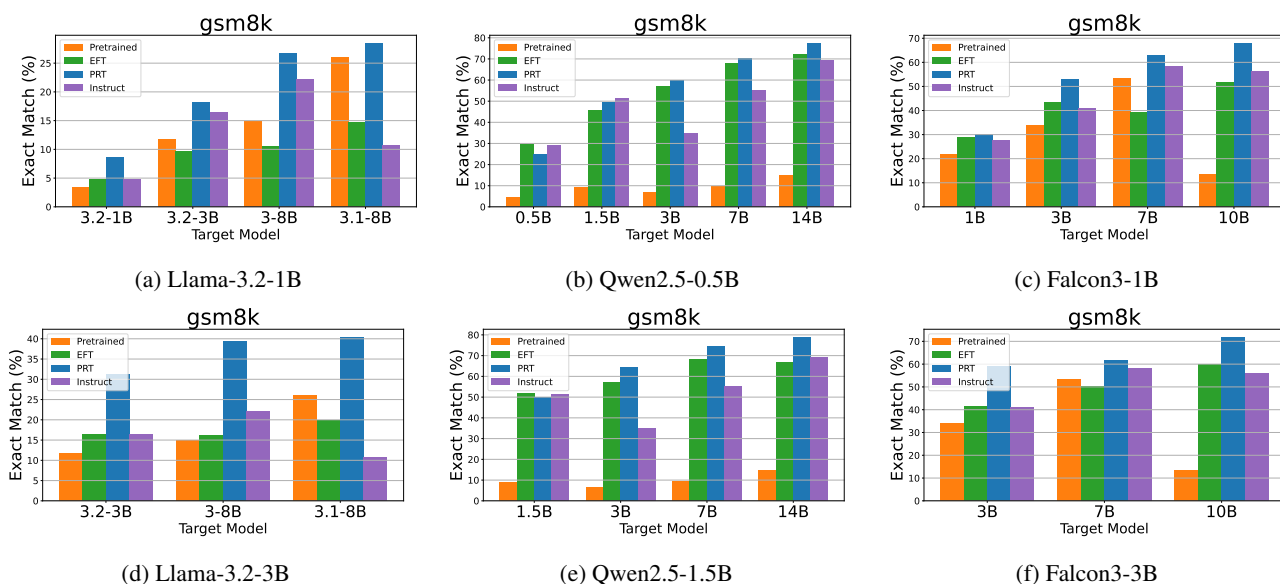 gsm8k
Exact Match (%)
25
20
15
10
5
0
Pretrained
EFT
PRT
Instruct
3.2-1B 3.2-3B 3-8B 3.1-8B
Target Model
(a) Llama-3.2-1B
gsm8k
Exact Match (%)
80
70
60
50
40
30
20
10
0
Pretrained
EFT
PRT
Instruct
0.5B 1.5B 3B 7B 14B
Target Model
(b) Qwen2.5-0.5B
gsm8k
Exact Match (%)
70
60
50
40
30
20
10
0
Pretrained
EFT
PRT
Instruct
1B 3B 7B 10B
Target Model
(c) Falcon3-1B
gsm8k
Exact Match (%)
40
35
30
25
20
15
10
5
0
Pretrained
EFT
PRT
Instruct
3.2-3B 3-8B 3.1-8B
Target Model
(d) Llama-3.2-3B
gsm8k
Exact Match (%)
80
70
60
50
40
30
20
10
0
Pretrained
EFT
PRT
Instruct
1.5B 3B 7B 14B
Target Model
(e) Qwen2.5-1.5B
gsm8k
Exact Match (%)
70
60
50
40
30
20
10
0
Pretrained
EFT
PRT
Instruct
3B 7B 10B
Target Model
(f) Falcon3-3B